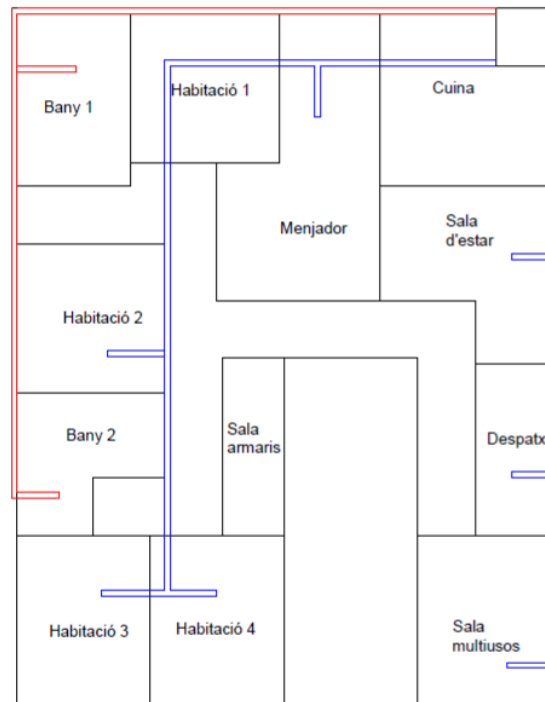 Habitació 1
Cuina
Bany 1
Menjador
Sala
d'estar
Habitació 2
Bany 2
Sala
armaris
Despatx
Habitació 3
Habitació 4
Sala
multiusos